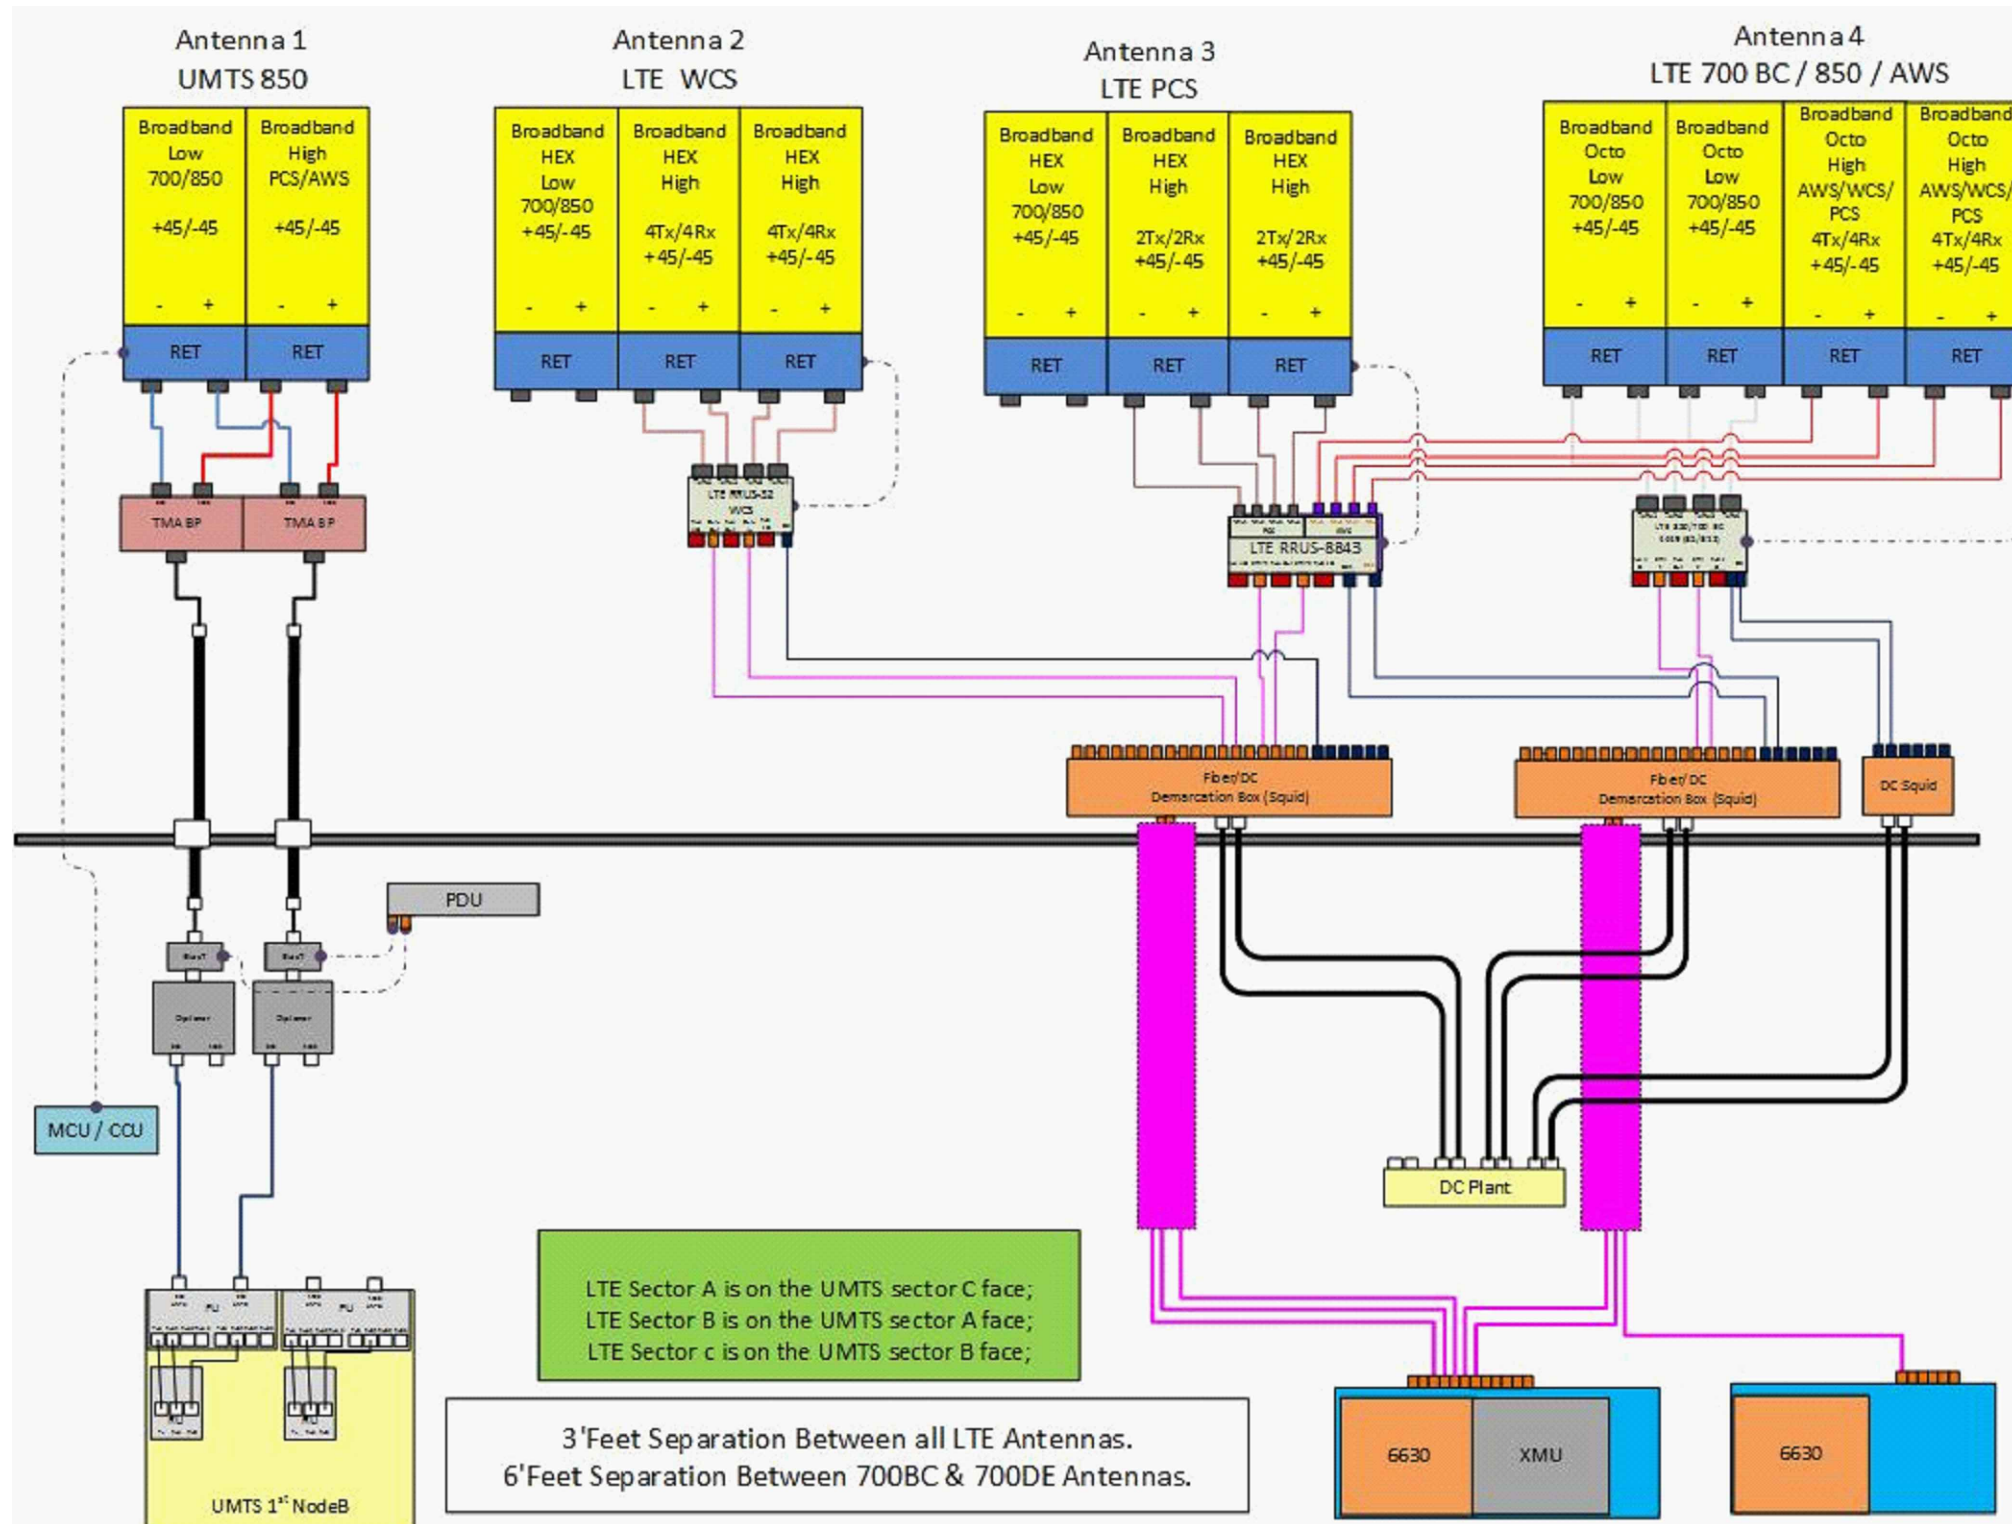 Antenna 1
UMTS 850
Antenna 2
LTE WCS
Antenna 3
LTE PCS
Antenna 4
LTE 700 BC / 850 / AWS
Broadband
Low
700/850
+45/-45
- +
Broadband
High
PCS/AWS
+45/-45
- +
RET
RET
Broadband
HEX
Low
700/850
+45/-45
- +
Broadband
HEX
High
4Tx/4Rx
+45/-45
- +
Broadband
HEX
High
4Tx/4Rx
+45/-45
- +
RET
RET
RET
Broadband
HEX
Low
700/850
+45/-45
- +
Broadband
HEX
High
2Tx/2Rx
+45/-45
- +
Broadband
HEX
High
2Tx/2Rx
+45/-45
- +
RET
RET
RET
Broadband
Octo
Low
700/850
+45/-45
- +
Broadband
Octo
Low
700/850
+45/-45
- +
Broadband
Octo
High
AWS/WCS/
PCS
4Tx/4Rx
+45/-45
- +
Broadband
Octo
High
AWS/WCS/
PCS
4Tx/4Rx
+45/-45
- +
RET
RET
RET
RET
TMA BP
TMA BP
LTE RRUS-32
WCS
LTE RRUS-8843
Fiber/DC
Demarcation Box (Squid)
Fiber/DC
Demarcation Box (Squid)
DC Squid
PDU
MCU / CCU
DC Plant
LTE Sector A is on the UMTS sector C face;
LTE Sector B is on the UMTS sector A face;
LTE Sector c is on the UMTS sector B face;
3'Feet Separation Between all LTE Antennas.
6'Feet Separation Between 700BC & 700DE Antennas.
UMTS 1st NodeB
6630
XMU
6630